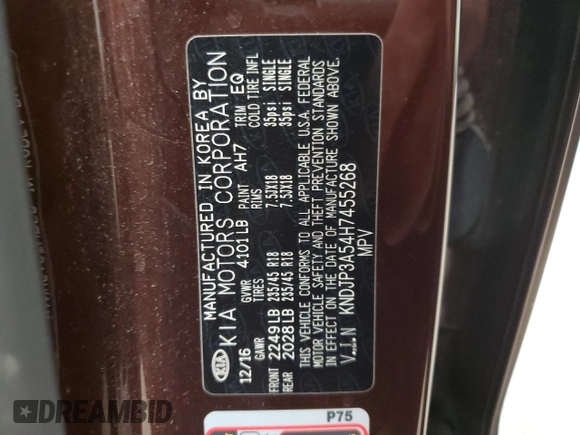 KIA
MANUFACTURED IN KOREA BY
KIA MOTORS CORPORATION
12/16 GVWR 4101LB PAINT AH7 TRIM EQ
GAWR TIRES RIMS COLD TIRE INFL
FRONT 2249LB 235/45 R18 7.5JX18 35psi SINGLE
REAR 2028LB 235/45 R18 7.5JX18 35psi SINGLE
THIS VEHICLE CONFORMS TO ALL APPLICABLE U.S.A. FEDERAL
MOTOR VEHICLE SAFETY AND THEFT PREVENTION STANDARDS
IN EFFECT ON THE DATE OF MANUFACTURE SHOWN ABOVE.
V.I.N KNDJP3A54H7455268
MPV
P75
DREAMBID